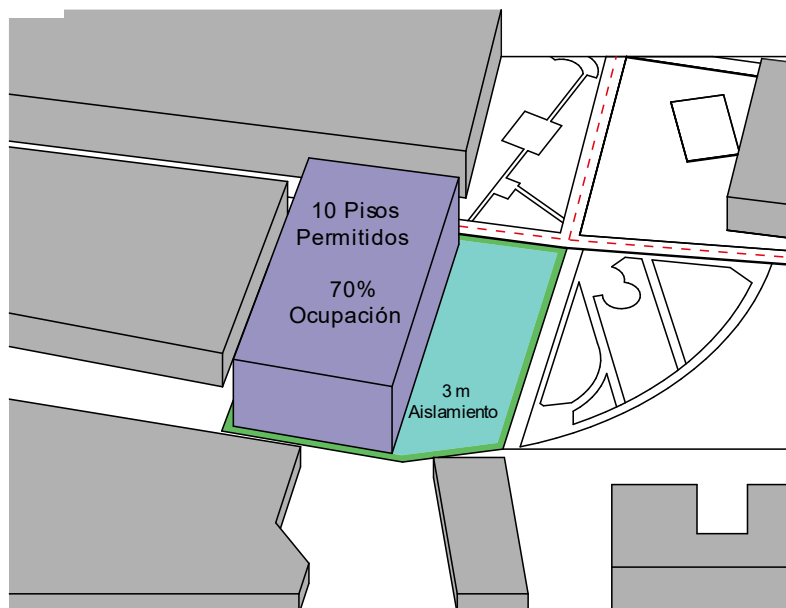 10 Pisos
Permitidos
70%
Ocupación
3 m
Aislamiento